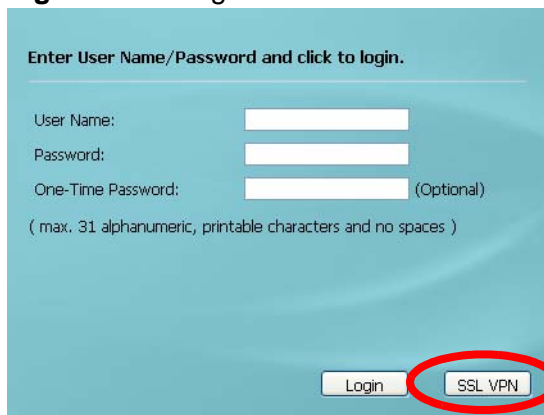 Enter User Name/Password and click to login.
User Name:
Password:
One-Time Password: (Optional)
( max. 31 alphanumeric, printable characters and no spaces )
Login SSL VPN